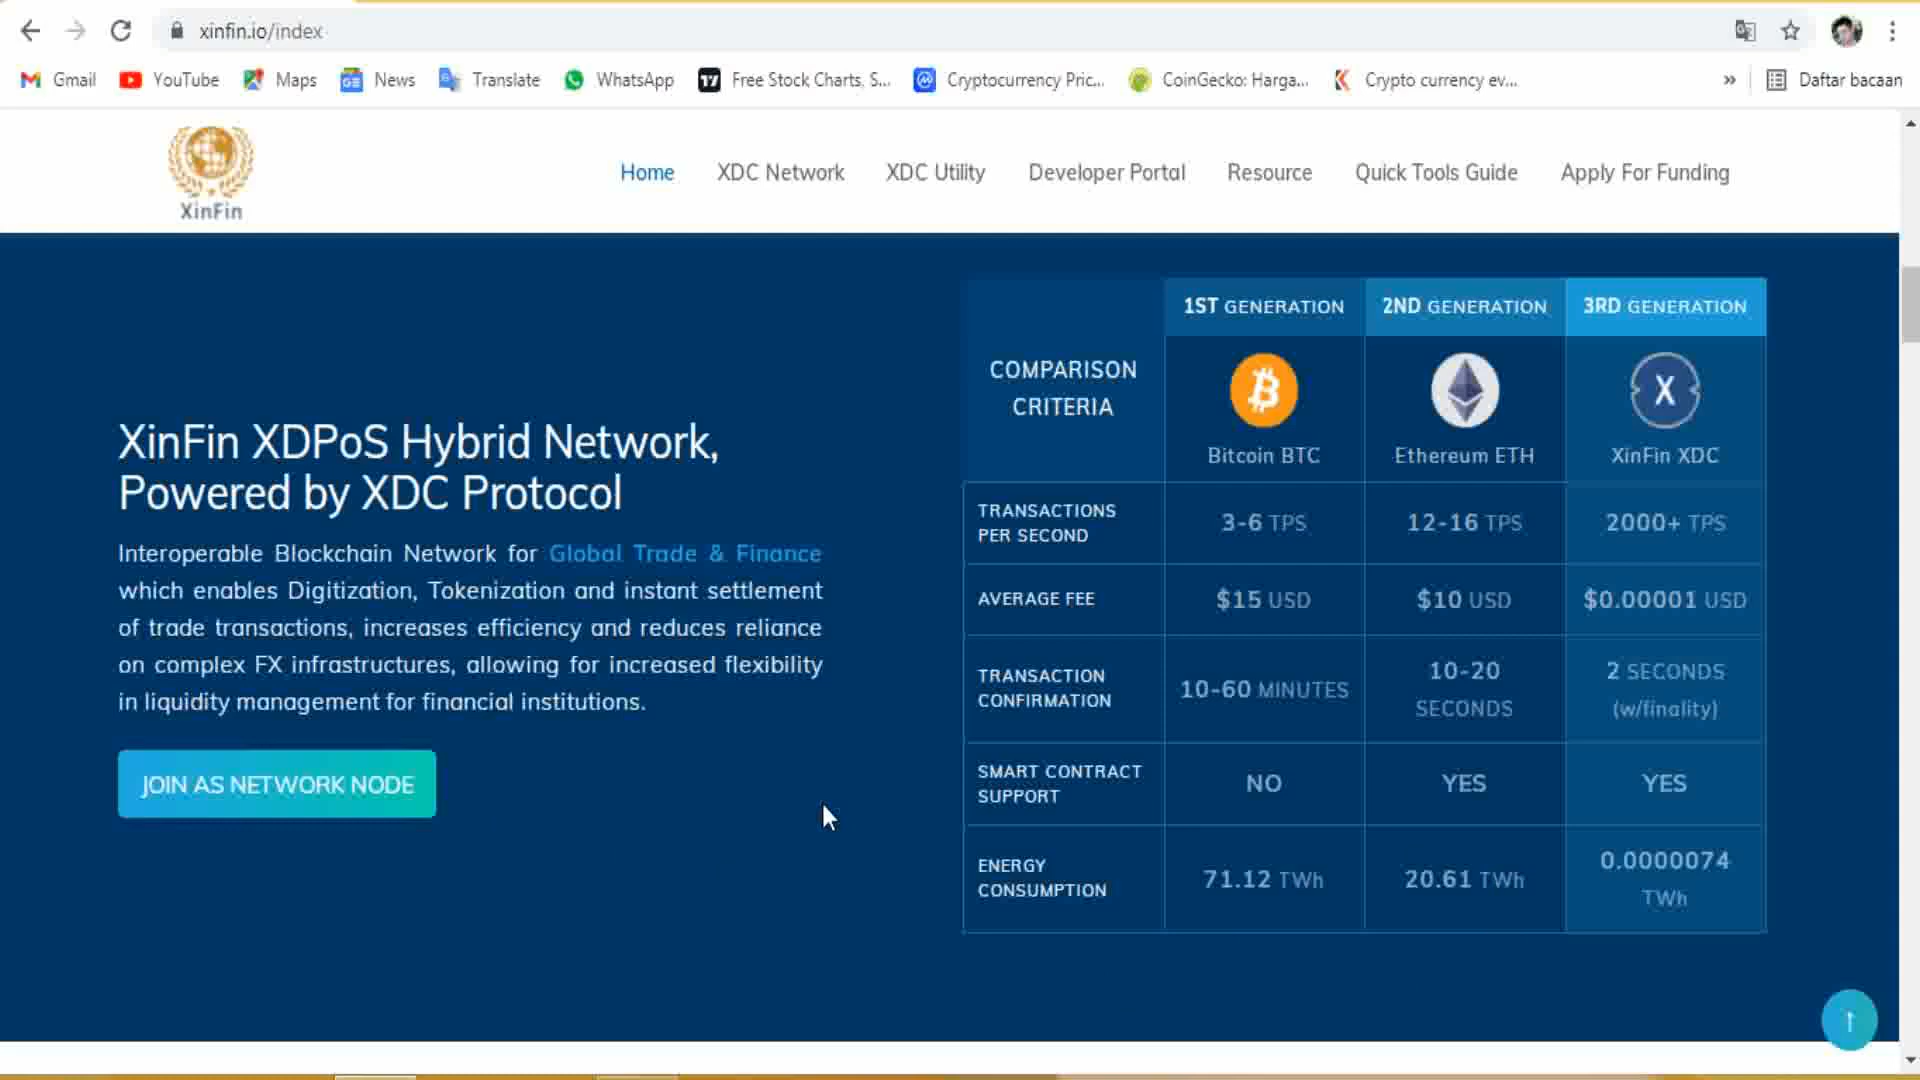 xinfin.io/index
Gmail YouTube Maps News Translate WhatsApp Free Stock Charts, S... Cryptocurrency Pric... CoinGecko: Harga... Crypto currency ev... » Daftar bacaan
XinFin
Home XDC Network XDC Utility Developer Portal Resource Quick Tools Guide Apply For Funding
XinFin XDPoS Hybrid Network,
Powered by XDC Protocol
Interoperable Blockchain Network for Global Trade & Finance
which enables Digitization, Tokenization and instant settlement
of trade transactions, increases efficiency and reduces reliance
on complex FX infrastructures, allowing for increased flexibility
in liquidity management for financial institutions.
JOIN AS NETWORK NODE
COMPARISON
CRITERIA
1ST GENERATION 2ND GENERATION 3RD GENERATION
Bitcoin BTC Ethereum ETH XinFin XDC
TRANSACTIONS
PER SECOND
3-6 TPS 12-16 TPS 2000+ TPS
AVERAGE FEE $15 USD $10 USD $0.00001 USD
TRANSACTION
CONFIRMATION
10-60 MINUTES
10-20
SECONDS
2 SECONDS
(w/finality)
SMART CONTRACT
SUPPORT
NO YES YES
ENERGY
CONSUMPTION
71.12 TWh 20.61 TWh
0.0000074
TWh